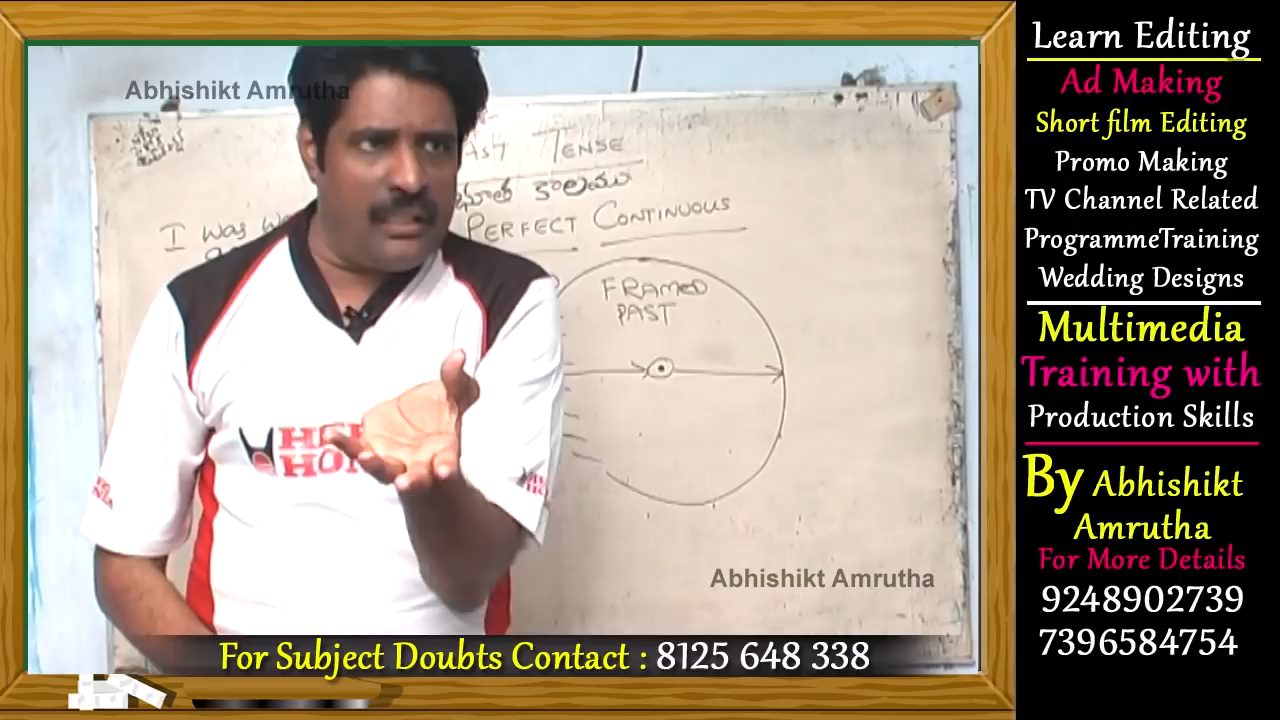 Abhishikt Amrutha
TENSE
భూత కాలము
I was
PERFECT CONTINUOUS
FRAMED
PAST
Abhishikt Amrutha
For Subject Doubts Contact : 8125 648 338
Learn Editing
Ad Making
Short film Editing
Promo Making
TV Channel Related
ProgrammeTraining
Wedding Designs
Multimedia
Training with
Production Skills
By Abhishikt
Amrutha
For More Details
9248902739
7396584754